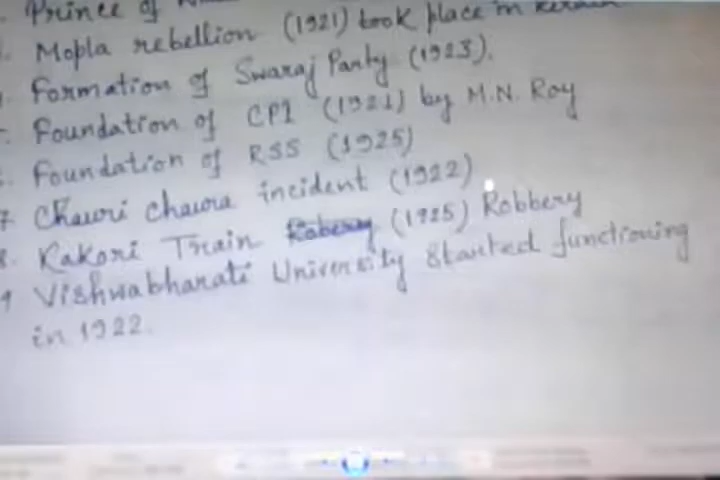 Prince of
Mopla rebellion (1921) took place in Kerala
Formation of Swaraj Party (1923).
Foundation of CPI (1921) by M.N. Roy
Foundation of RSS (1925)
7 Chauri Chaura incident (1922)
8. Kakori Train Robbery (1925) Robbery
9 Vishwabharati University started functioning
in 1922.